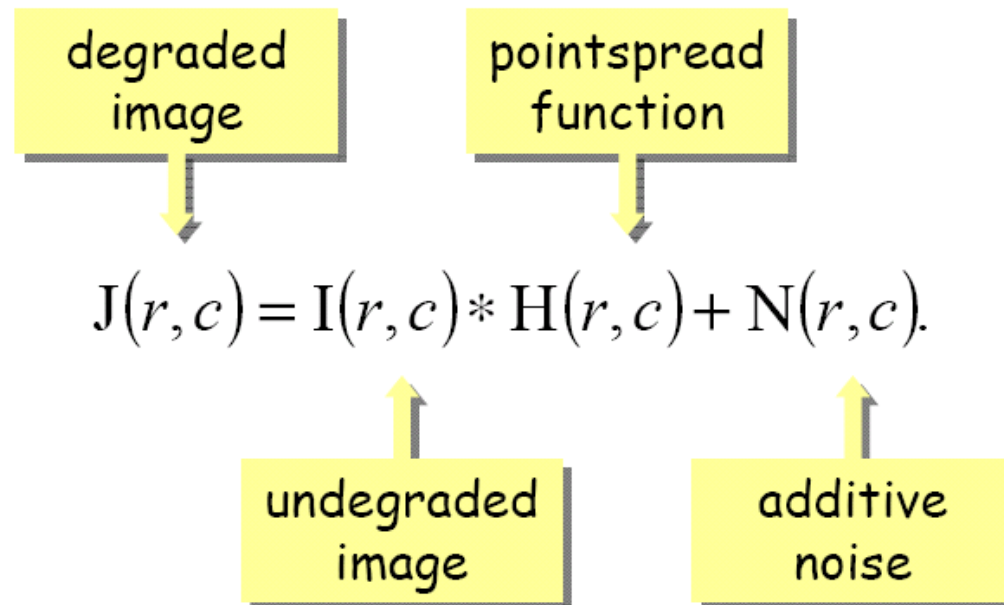 degraded
image
pointspread
function
J(r,c) = I(r,c) * H(r,c) + N(r,c).
undegraded
image
additive
noise